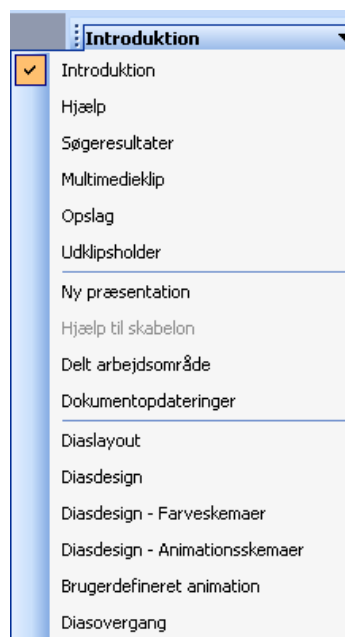 Introduktion
Introduktion
Hjælp
Søgeresultater
Multimedieklip
Opslag
Udklipsholder
Ny præsentation
Hjælp til skabelon
Delt arbejdsområde
Dokumentopdateringer
Diaslayout
Diasdesign
Diasdesign - Farveskemaer
Diasdesign - Animationsskemaer
Brugerdefineret animation
Diasovergang